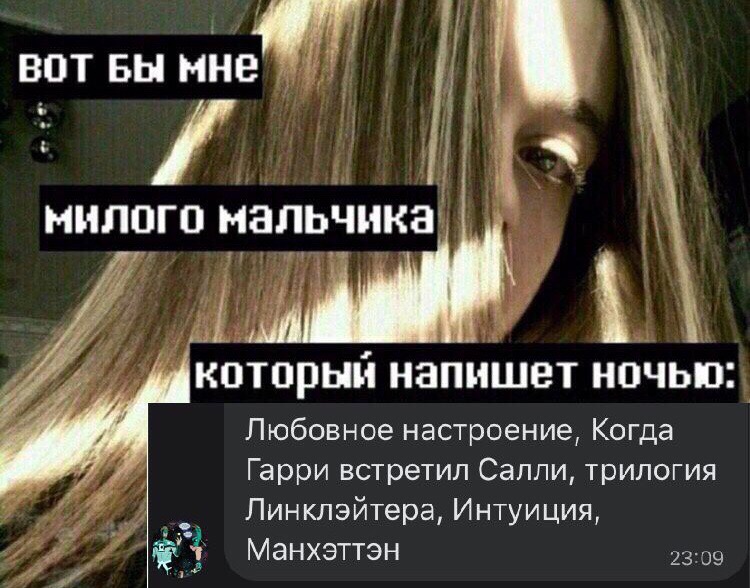 вот бы мне
милого мальчика
который напишет ночью:
Любовное настроение, Когда
Гарри встретил Салли, трилогия
Линклэйтера, Интуиция,
Манхэттэн
23:09